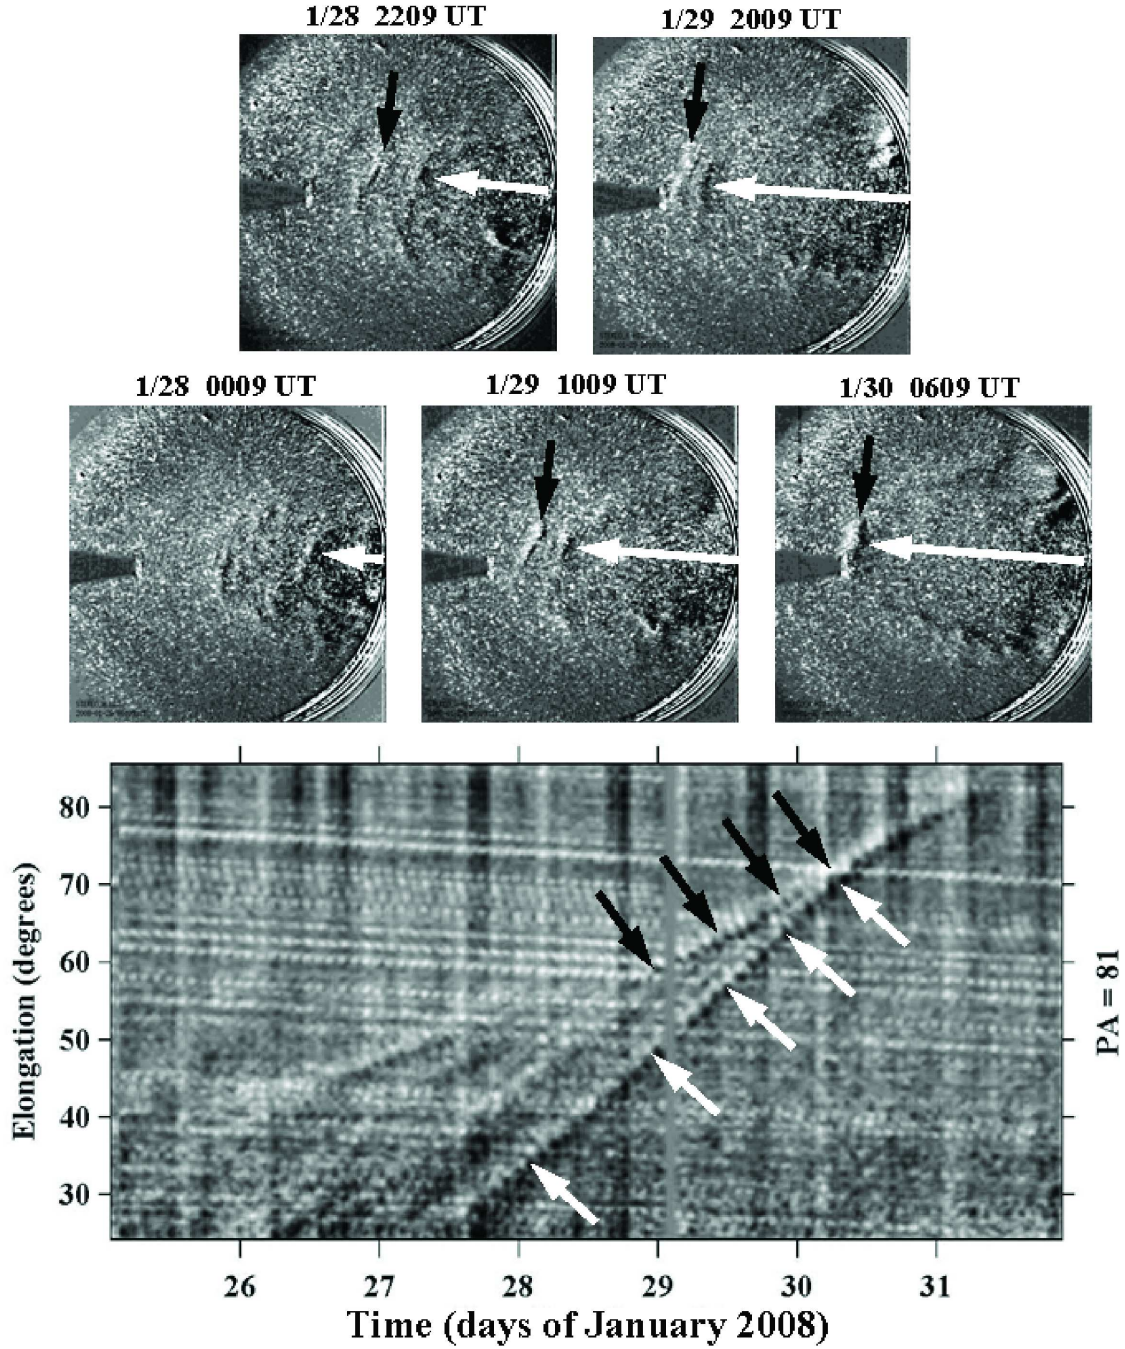 1/28 2209 UT
1/29 2009 UT
1/28 0009 UT
1/29 1009 UT
1/30 0609 UT
80
70
60
50
40
30
Elongation (degrees)
PA = 81
26 27 28 29 30 31
Time (days of January 2008)